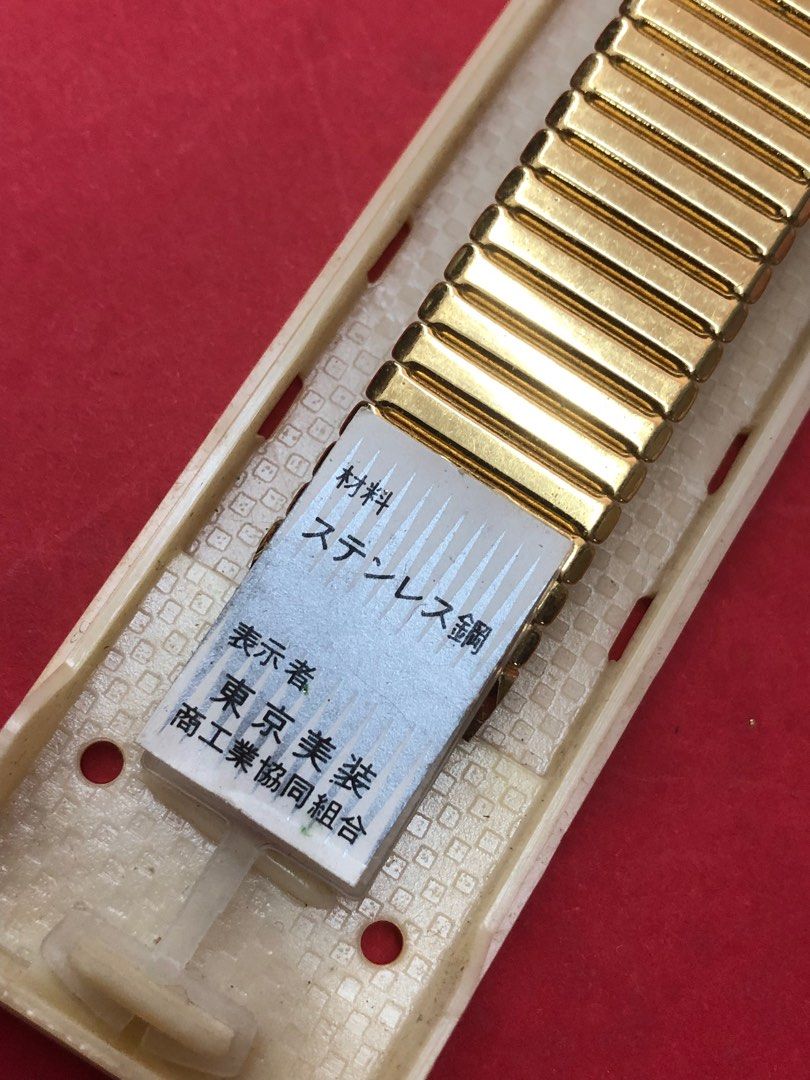 材料
ステンレス鋼
表示者
東京美装
商工業協同組合